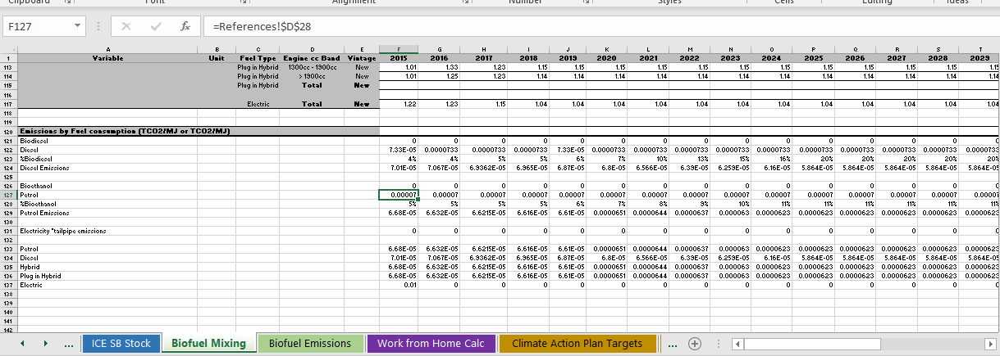 Clipboard Font Alignment Number Styles Cells Editing Ideas
F127 fx =References!$D$28
A B C D E F G H I J K L M N O P Q R S T
1 Variable Unit Fuel Type Engine cc Band Vintage 2015 2016 2017 2018 2019 2020 2021 2022 2023 2024 2025 2026 2027 2028 2029
113 Plug in Hybrid 1300cc - 1900cc New 1.01 1.33 1.23 1.15 1.15 1.15 1.15 1.15 1.15 1.15 1.15 1.15 1.15 1.15 1.15
114 Plug in Hybrid > 1900cc New 1.01 1.25 1.23 1.14 1.14 1.14 1.14 1.14 1.14 1.14 1.14 1.14 1.14 1.14 1.14
115 Plug in Hybrid Total New
116
117 Electric Total New 1.22 1.23 1.15 1.04 1.04 1.04 1.04 1.04 1.04 1.04 1.04 1.04 1.04 1.04 1.04
118
119
120 Emissions by Fuel consumption (TCO2/MJ or TCO2/MJ)
121 Biodiesel 0 0 0 0 0 0 0 0 0 0 0 0 0 0 0
122 Diesel 7.33E-05 0.0000733 0.0000733 0.0000733 7.33E-05 0.0000733 0.0000733 0.0000733 0.0000733 0.0000733 0.0000733 0.0000733 0.0000733 0.0000733 0.0000733
123 %Biodiesel 4% 4% 5% 5% 6% 7% 10% 13% 15% 16% 20% 20% 20% 20% 20%
124 Diesel Emissions 7.01E-05 7.067E-05 6.9362E-05 6.965E-05 6.87E-05 6.8E-05 6.566E-05 6.39E-05 6.259E-05 6.16E-05 5.864E-05 5.864E-05 5.864E-05 5.864E-05 5.864E-05
125
126 Bioethanol 0 0 0 0 0 0 0 0 0 0 0 0 0 0 0
127 Petrol 0.00007 0.00007 0.00007 0.00007 0.00007 0.00007 0.00007 0.00007 0.00007 0.00007 0.00007 0.00007 0.00007 0.00007 0.00007
128 %Bioethanol 5% 5% 5% 5% 6% 7% 8% 9% 10% 11% 11% 11% 11% 11% 11%
129 Petrol Emissions 6.68E-05 6.632E-05 6.6215E-05 6.616E-05 6.61E-05 0.0000651 0.0000644 0.0000637 0.000063 0.0000623 0.0000623 0.0000623 0.0000623 0.0000623 0.0000623
130
131 Electricity *tailpipe emissions 0 0 0 0 0 0 0 0 0 0 0 0 0 0 0
132
133 Petrol 6.68E-05 6.632E-05 6.6215E-05 6.616E-05 6.61E-05 0.0000651 0.0000644 0.0000637 0.000063 0.0000623 0.0000623 0.0000623 0.0000623 0.0000623 0.0000623
134 Diesel 7.01E-05 7.067E-05 6.9362E-05 6.965E-05 6.87E-05 6.8E-05 6.566E-05 6.39E-05 6.259E-05 6.16E-05 5.864E-05 5.864E-05 5.864E-05 5.864E-05 5.864E-05
135 Hybrid 6.68E-05 6.632E-05 6.6215E-05 6.616E-05 6.61E-05 0.0000651 0.0000644 0.0000637 0.000063 0.0000623 0.0000623 0.0000623 0.0000623 0.0000623 0.0000623
136 Plug in Hybrid 6.68E-05 6.632E-05 6.6215E-05 6.616E-05 6.61E-05 0.0000651 0.0000644 0.0000637 0.000063 0.0000623 0.0000623 0.0000623 0.0000623 0.0000623 0.0000623
137 Electric 0.01 0 0 0 0 0 0 0 0 0 0 0 0 0 0
138
139
140
141
142
... ICE SB Stock Biofuel Mixing Biofuel Emissions Work from Home Calc Climate Action Plan Targets ...